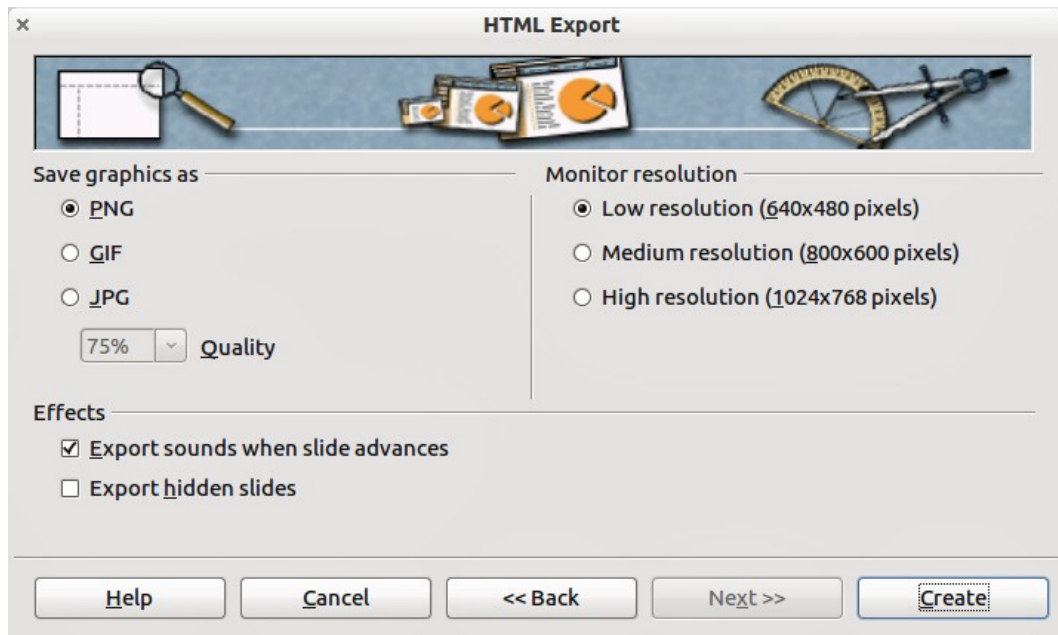 HTML Export
Save graphics as
PNG
GIF
JPG
75% Quality
Monitor resolution
Low resolution (640x480 pixels)
Medium resolution (800x600 pixels)
High resolution (1024x768 pixels)
Effects
Export sounds when slide advances
Export hidden slides
Help Cancel << Back Next >> Create